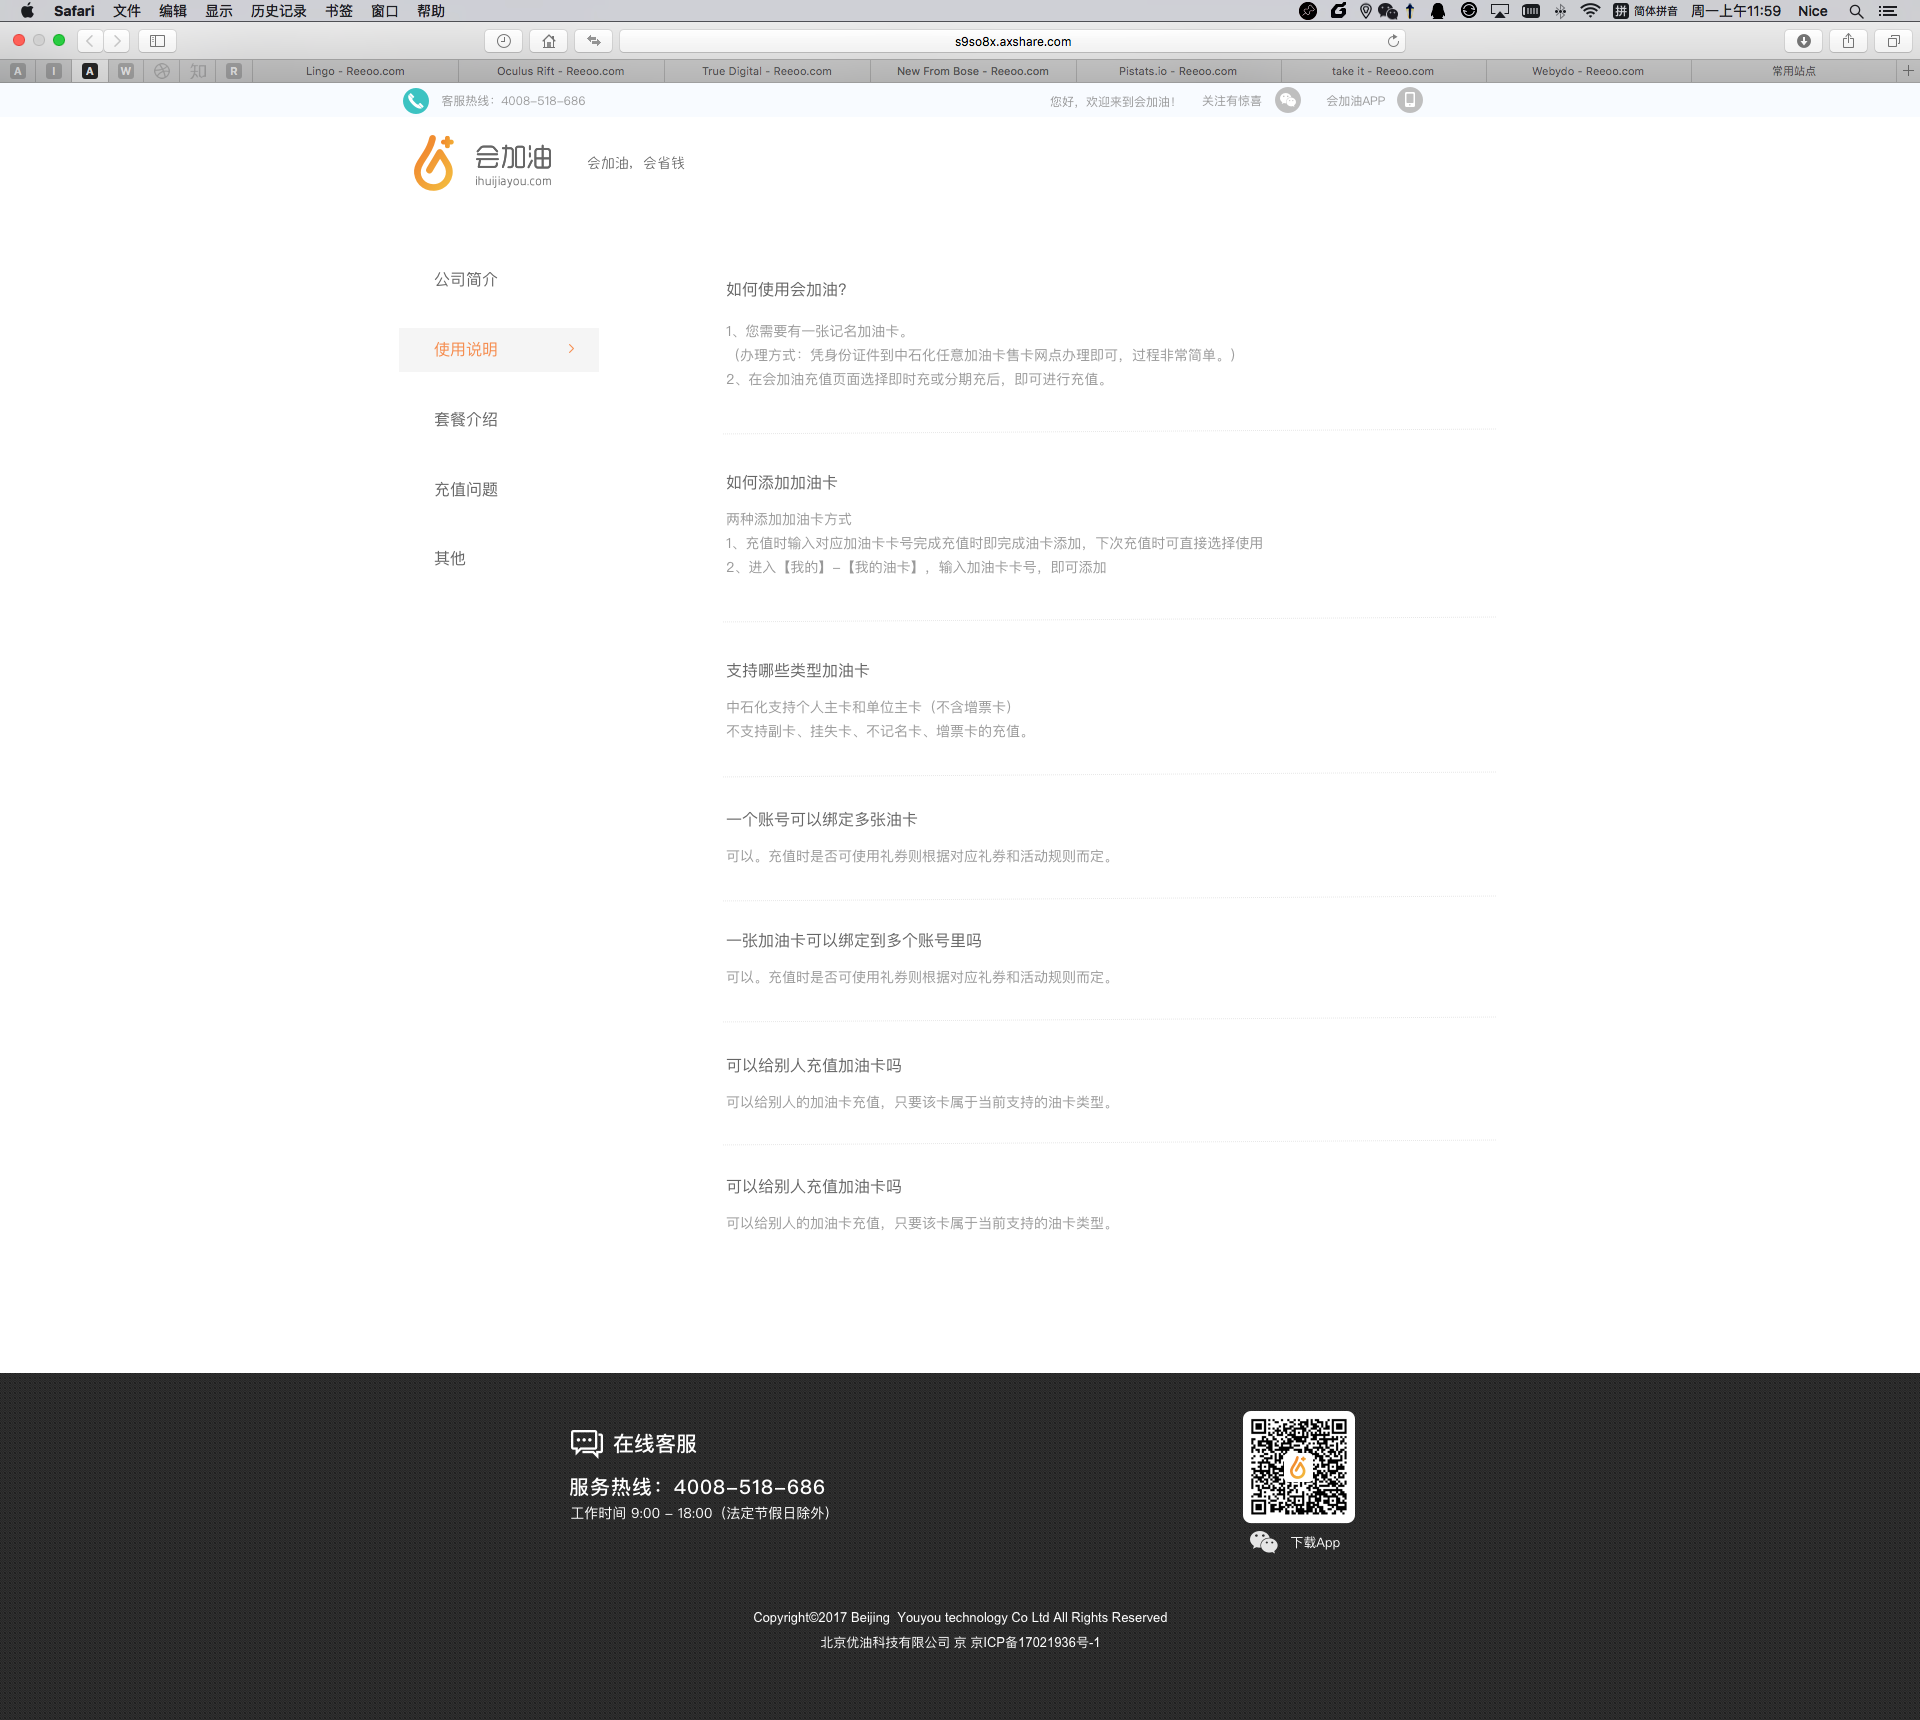 Safari 文件 编辑 显示 历史记录 书签 窗口 帮助
拼 简体拼音 周一上午11:59 Nice
s9so8x.axshare.com
A I A W 知 R Lingo - Reeoo.com Oculus Rift - Reeoo.com True Digital - Reeoo.com New From Bose - Reeoo.com Pistats.io - Reeoo.com take it - Reeoo.com Webydo - Reeoo.com 常用站点
客服热线：4008-518-686 您好，欢迎来到会加油！ 关注有惊喜 会加油APP
会加油
ihuijiayou.com
会加油，会省钱
公司简介
使用说明
套餐介绍
充值问题
其他
如何使用会加油？
1、您需要有一张记名加油卡。
（办理方式：凭身份证件到中石化任意加油卡售卡网点办理即可，过程非常简单。）
2、在会加油充值页面选择即时充或分期充后，即可进行充值。
如何添加加油卡
两种添加加油卡方式
1、充值时输入对应加油卡卡号完成充值时即完成油卡添加，下次充值时可直接选择使用
2、进入【我的】-【我的油卡】，输入加油卡卡号，即可添加
支持哪些类型加油卡
中石化支持个人主卡和单位主卡（不含增票卡）
不支持副卡、挂失卡、不记名卡、增票卡的充值。
一个账号可以绑定多张油卡
可以。充值时是否可使用礼券则根据对应礼券和活动规则而定。
一张加油卡可以绑定到多个账号里吗
可以。充值时是否可使用礼券则根据对应礼券和活动规则而定。
可以给别人充值加油卡吗
可以给别人的加油卡充值，只要该卡属于当前支持的油卡类型。
可以给别人充值加油卡吗
可以给别人的加油卡充值，只要该卡属于当前支持的油卡类型。
在线客服
服务热线：4008-518-686
工作时间 9:00 - 18:00（法定节假日除外）
下载App
Copyright©2017 Beijing Youyou technology Co Ltd All Rights Reserved
北京优油科技有限公司 京 京ICP备17021936号-1